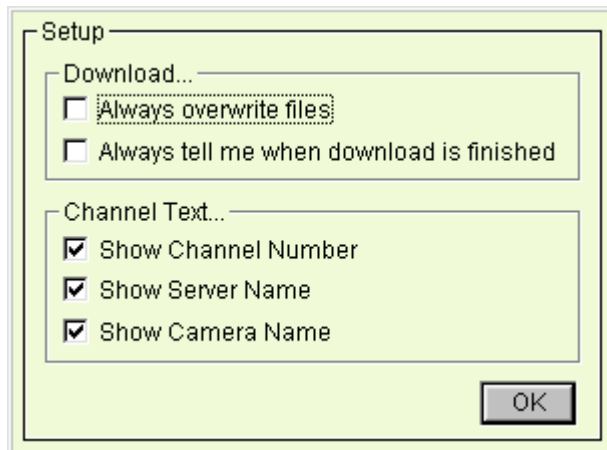 Setup
Download...
Always overwrite files
Always tell me when download is finished
Channel Text...
Show Channel Number
Show Server Name
Show Camera Name
OK